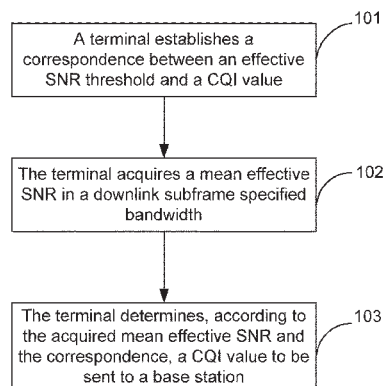 101
A terminal establishes a
correspondence between an effective
SNR threshold and a CQI value
102
The terminal acquires a mean effective
SNR in a downlink subframe specified
bandwidth
103
The terminal determines, according to
the acquired mean effective SNR and
the correspondence, a CQI value to be
sent to a base station